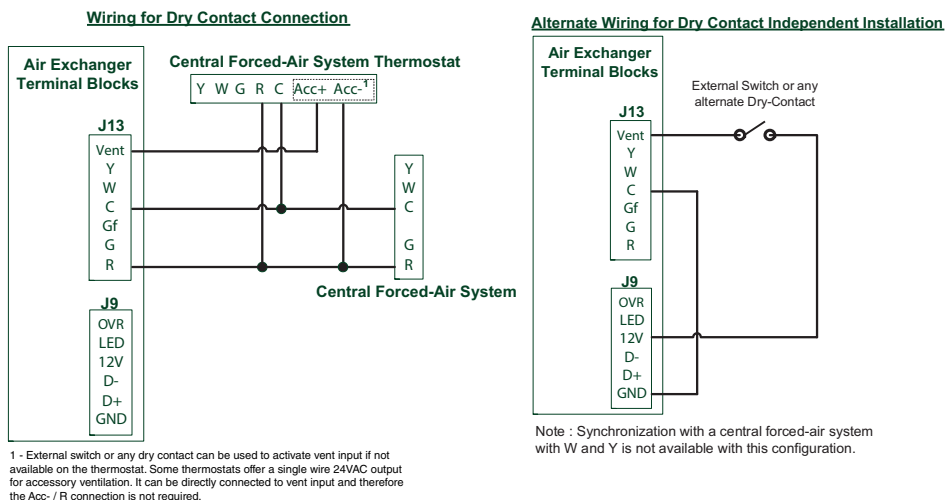 Wiring for Dry Contact Connection
Air Exchanger
Terminal Blocks
Central Forced-Air System Thermostat
Y W G R C Acc+ Acc-1
J13
Vent
Y
W
C
Gf
G
R
Y
W
C
G
R
Central Forced-Air System
J9
OVR
LED
12V
D-
D+
GND
1 - External switch or any dry contact can be used to activate vent input if not
available on the thermostat. Some thermostats offer a single wire 24VAC output
for accessory ventilation. It can be directly connected to vent input and therefore
the Acc- / R connection is not required.
Alternate Wiring for Dry Contact Independent Installation
Air Exchanger
Terminal Blocks
External Switch or any
alternate Dry-Contact
J13
Vent
Y
W
C
Gf
G
R
J9
OVR
LED
12V
D-
D+
GND
Note : Synchronization with a central forced-air system
with W and Y is not available with this configuration.